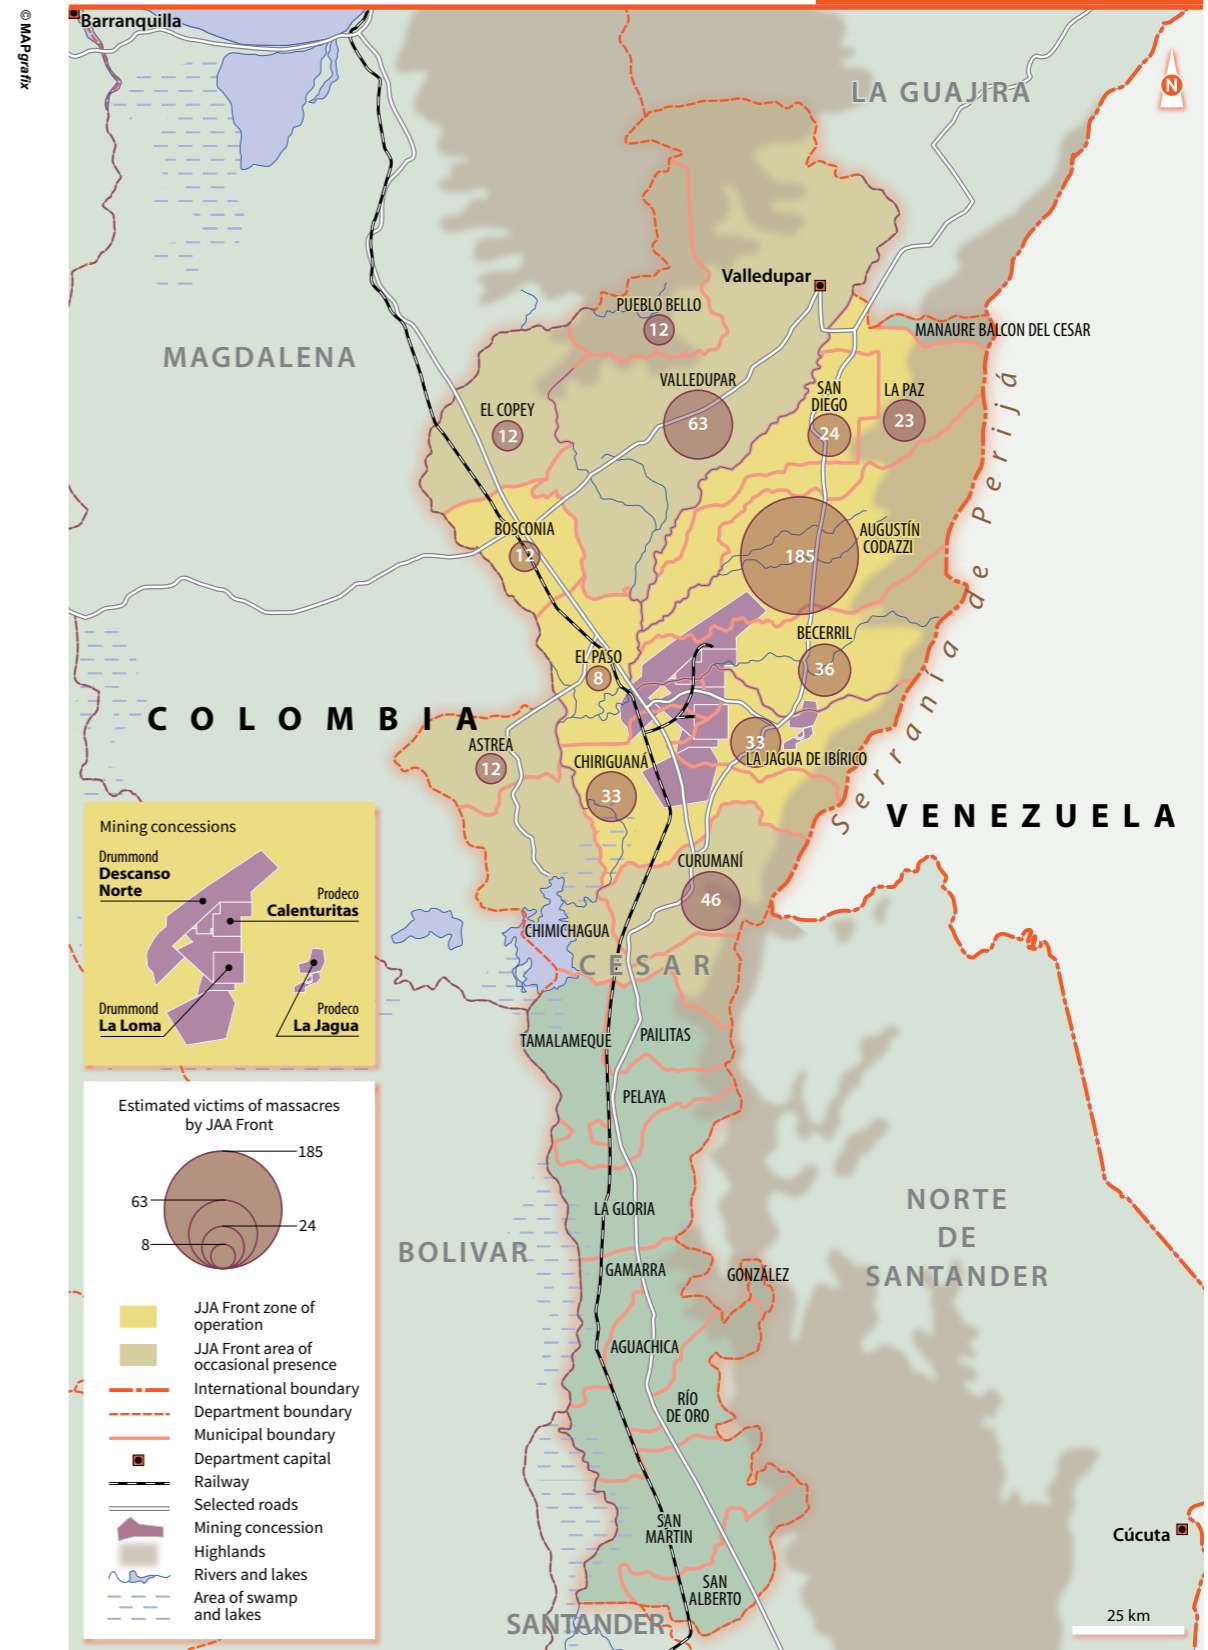 © MAPgrafix
Barranquilla
LA GUAJIRA
N
Valledupar
PUEBLO BELLO
12
MANAURE BALCON DEL CESAR
MAGDALENA
VALLEDUPAR
63
SAN
DIEGO
24
LA PAZ
23
EL COPEY
12
Serranía de Perijá
BOSCONIA
12
AUGUSTÍN
CODAZZI
185
BECERRIL
36
EL PASO
8
COLOMBIA
ASTREA
12
33
LA JAGUA DE IBÍRICO
CHIRIGUANÁ
33
VENEZUELA
CURUMANÍ
46
CHIMICHAGUA
CESAR
TAMALAMEQUE
PAILITAS
PELAYA
LA GLORIA
BOLIVAR
NORTE
DE
SANTANDER
GAMARRA
GONZÁLEZ
AGUACHICA
RÍO
DE ORO
SAN
MARTIN
SAN
ALBERTO
SANTANDER
Cúcuta
25 km
Mining concessions
Drummond
Descanso
Norte
Prodeco
Calenturitas
Drummond
La Loma
Prodeco
La Jagua
Estimated victims of massacres
by JAA Front
185
63
24
8
JJA Front zone of
operation
JJA Front area of
occasional presence
International boundary
Department boundary
Municipal boundary
Department capital
Railway
Selected roads
Mining concession
Highlands
Rivers and lakes
Area of swamp
and lakes